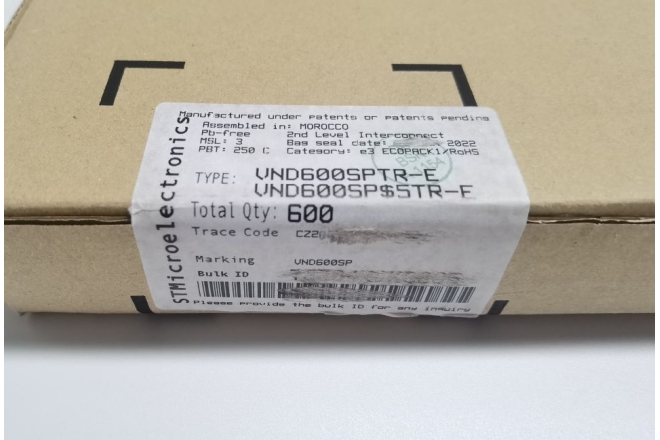 STMicroelectronics
Manufactured under patents or patents pending
Assembled in: MOROCCO
Pb-free 2nd Level Interconnect
MSL: 3 Bag seal date: 2022
PBT: 250 C Category: e3 ECOPACK1/RoHS
TYPE: VND600SPTR-E
VND600SP$5TR-E
Total Qty: 600
Trace Code CZ2
Marking VND600SP
Bulk ID
Please provide the bulk ID for any inquiry